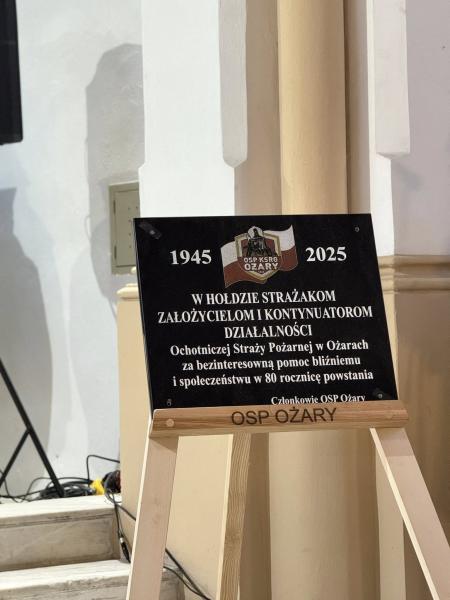 1945 2025
OSP KSRG
OŻARY
W HOŁDZIE STRAŻAKOM
ZAŁOŻYCIELOM I KONTYNUATOROM
DZIAŁALNOŚCI
Ochotniczej Straży Pożarnej w Ożarach
za bezinteresowną pomoc bliźniemu
i społeczeństwu w 80 rocznicę powstania
Członkowie OSP Ożary
OSP OŻARY